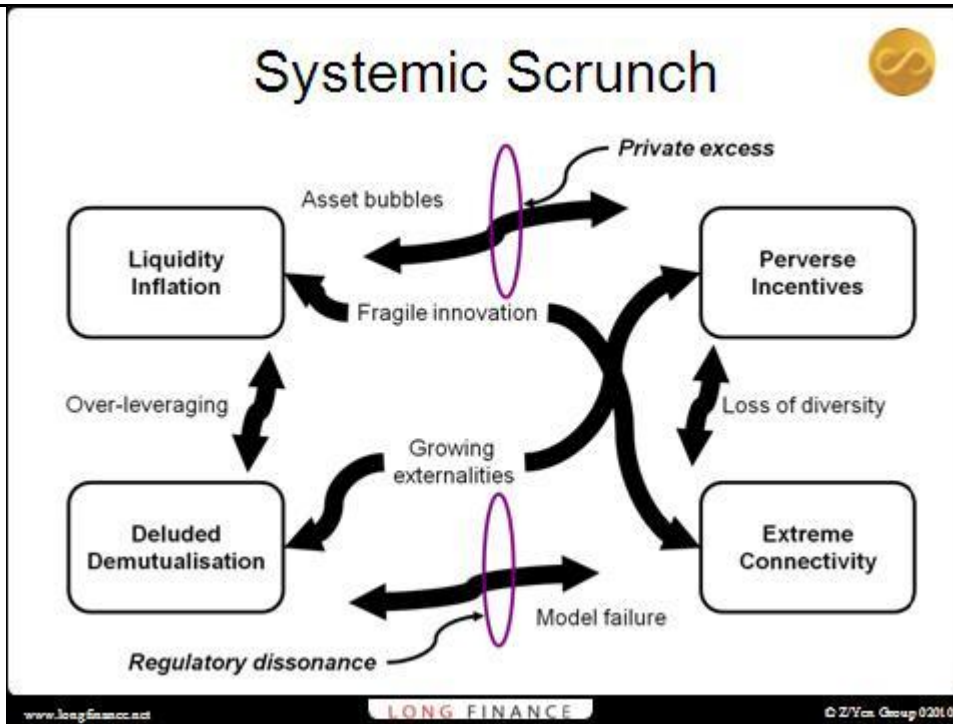 Systemic Scrunch
Private excess
Asset bubbles
Liquidity
Inflation
Perverse
Incentives
Fragile innovation
Over-leveraging
Loss of diversity
Growing
externalities
Deluded
Demutualisation
Extreme
Connectivity
Model failure
Regulatory dissonance
www.longfinance.net
LONG FINANCE
© Z/Yen Group 2010